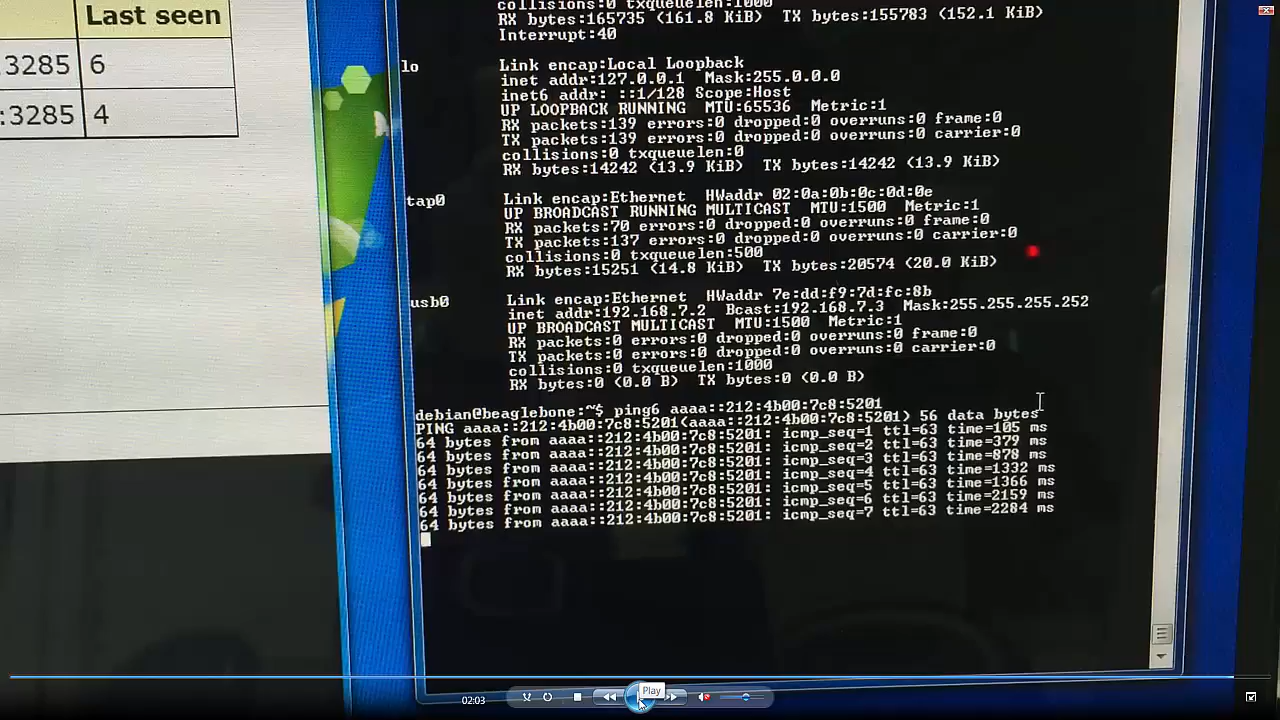 Last seen
:3285 6
:3285 4
collisions:0 txqueuelen:1000
RX bytes:165735 (161.8 KiB) TX bytes:155783 (152.1 KiB)
Interrupt:40
lo Link encap:Local Loopback
inet addr:127.0.0.1 Mask:255.0.0.0
inet6 addr: ::1/128 Scope:Host
UP LOOPBACK RUNNING MTU:65536 Metric:1
RX packets:139 errors:0 dropped:0 overruns:0 frame:0
TX packets:139 errors:0 dropped:0 overruns:0 carrier:0
collisions:0 txqueuelen:0
RX bytes:14242 (13.9 KiB) TX bytes:14242 (13.9 KiB)
tap0 Link encap:Ethernet HWaddr 02:0a:0b:0c:0d:0e
UP BROADCAST RUNNING MULTICAST MTU:1500 Metric:1
RX packets:70 errors:0 dropped:0 overruns:0 frame:0
TX packets:137 errors:0 dropped:0 overruns:0 carrier:0
collisions:0 txqueuelen:500
RX bytes:15251 (14.8 KiB) TX bytes:20574 (20.0 KiB)
usb0 Link encap:Ethernet HWaddr 7e:dd:f9:7d:fc:8b
inet addr:192.168.7.2 Bcast:192.168.7.3 Mask:255.255.255.252
UP BROADCAST MULTICAST MTU:1500 Metric:1
RX packets:0 errors:0 dropped:0 overruns:0 frame:0
TX packets:0 errors:0 dropped:0 overruns:0 carrier:0
collisions:0 txqueuelen:1000
RX bytes:0 (0.0 B) TX bytes:0 (0.0 B)
debian@beaglebone:~$ ping6 aaaa::212:4b00:7c8:5201
PING aaaa::212:4b00:7c8:5201(aaaa::212:4b00:7c8:5201) 56 data bytes
64 bytes from aaaa::212:4b00:7c8:5201: icmp_seq=1 ttl=63 time=105 ms
64 bytes from aaaa::212:4b00:7c8:5201: icmp_seq=2 ttl=63 time=379 ms
64 bytes from aaaa::212:4b00:7c8:5201: icmp_seq=3 ttl=63 time=878 ms
64 bytes from aaaa::212:4b00:7c8:5201: icmp_seq=4 ttl=63 time=1332 ms
64 bytes from aaaa::212:4b00:7c8:5201: icmp_seq=5 ttl=63 time=1366 ms
64 bytes from aaaa::212:4b00:7c8:5201: icmp_seq=6 ttl=63 time=2159 ms
64 bytes from aaaa::212:4b00:7c8:5201: icmp_seq=7 ttl=63 time=2284 ms
02:03
Play